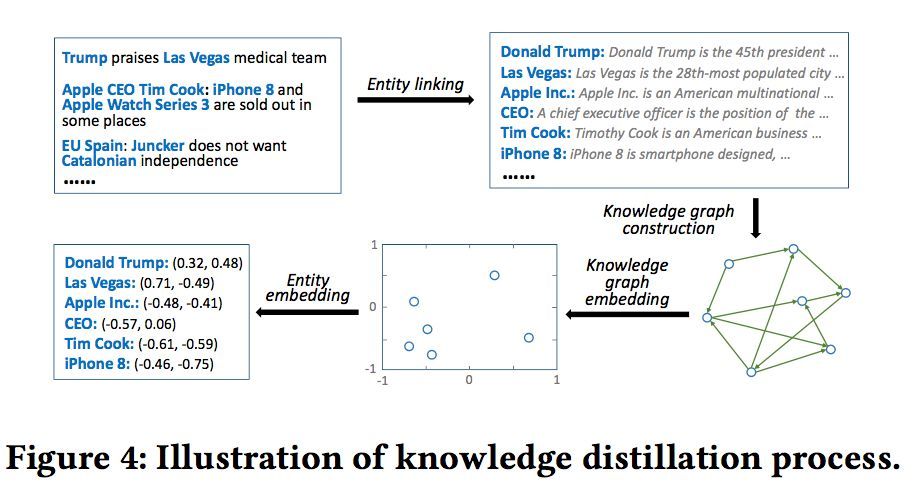 Trump praises Las Vegas medical team
Apple CEO Tim Cook: iPhone 8 and
Apple Watch Series 3 are sold out in
some places
EU Spain: Juncker does not want
Catalonian independence
......
Entity linking
Donald Trump: Donald Trump is the 45th president ...
Las Vegas: Las Vegas is the 28th-most populated city ...
Apple Inc.: Apple Inc. is an American multinational ...
CEO: A chief executive officer is the position of the ...
Tim Cook: Timothy Cook is an American business ...
iPhone 8: iPhone 8 is smartphone designed, ...
......
Knowledge graph
construction
Knowledge
graph
embedding
1
0
-1
-1
0
1
Entity
embedding
Donald Trump: (0.32, 0.48)
Las Vegas: (0.71, -0.49)
Apple Inc.: (-0.48, -0.41)
CEO: (-0.57, 0.06)
Tim Cook: (-0.61, -0.59)
iPhone 8: (-0.46, -0.75)
Figure 4: Illustration of knowledge distillation process.